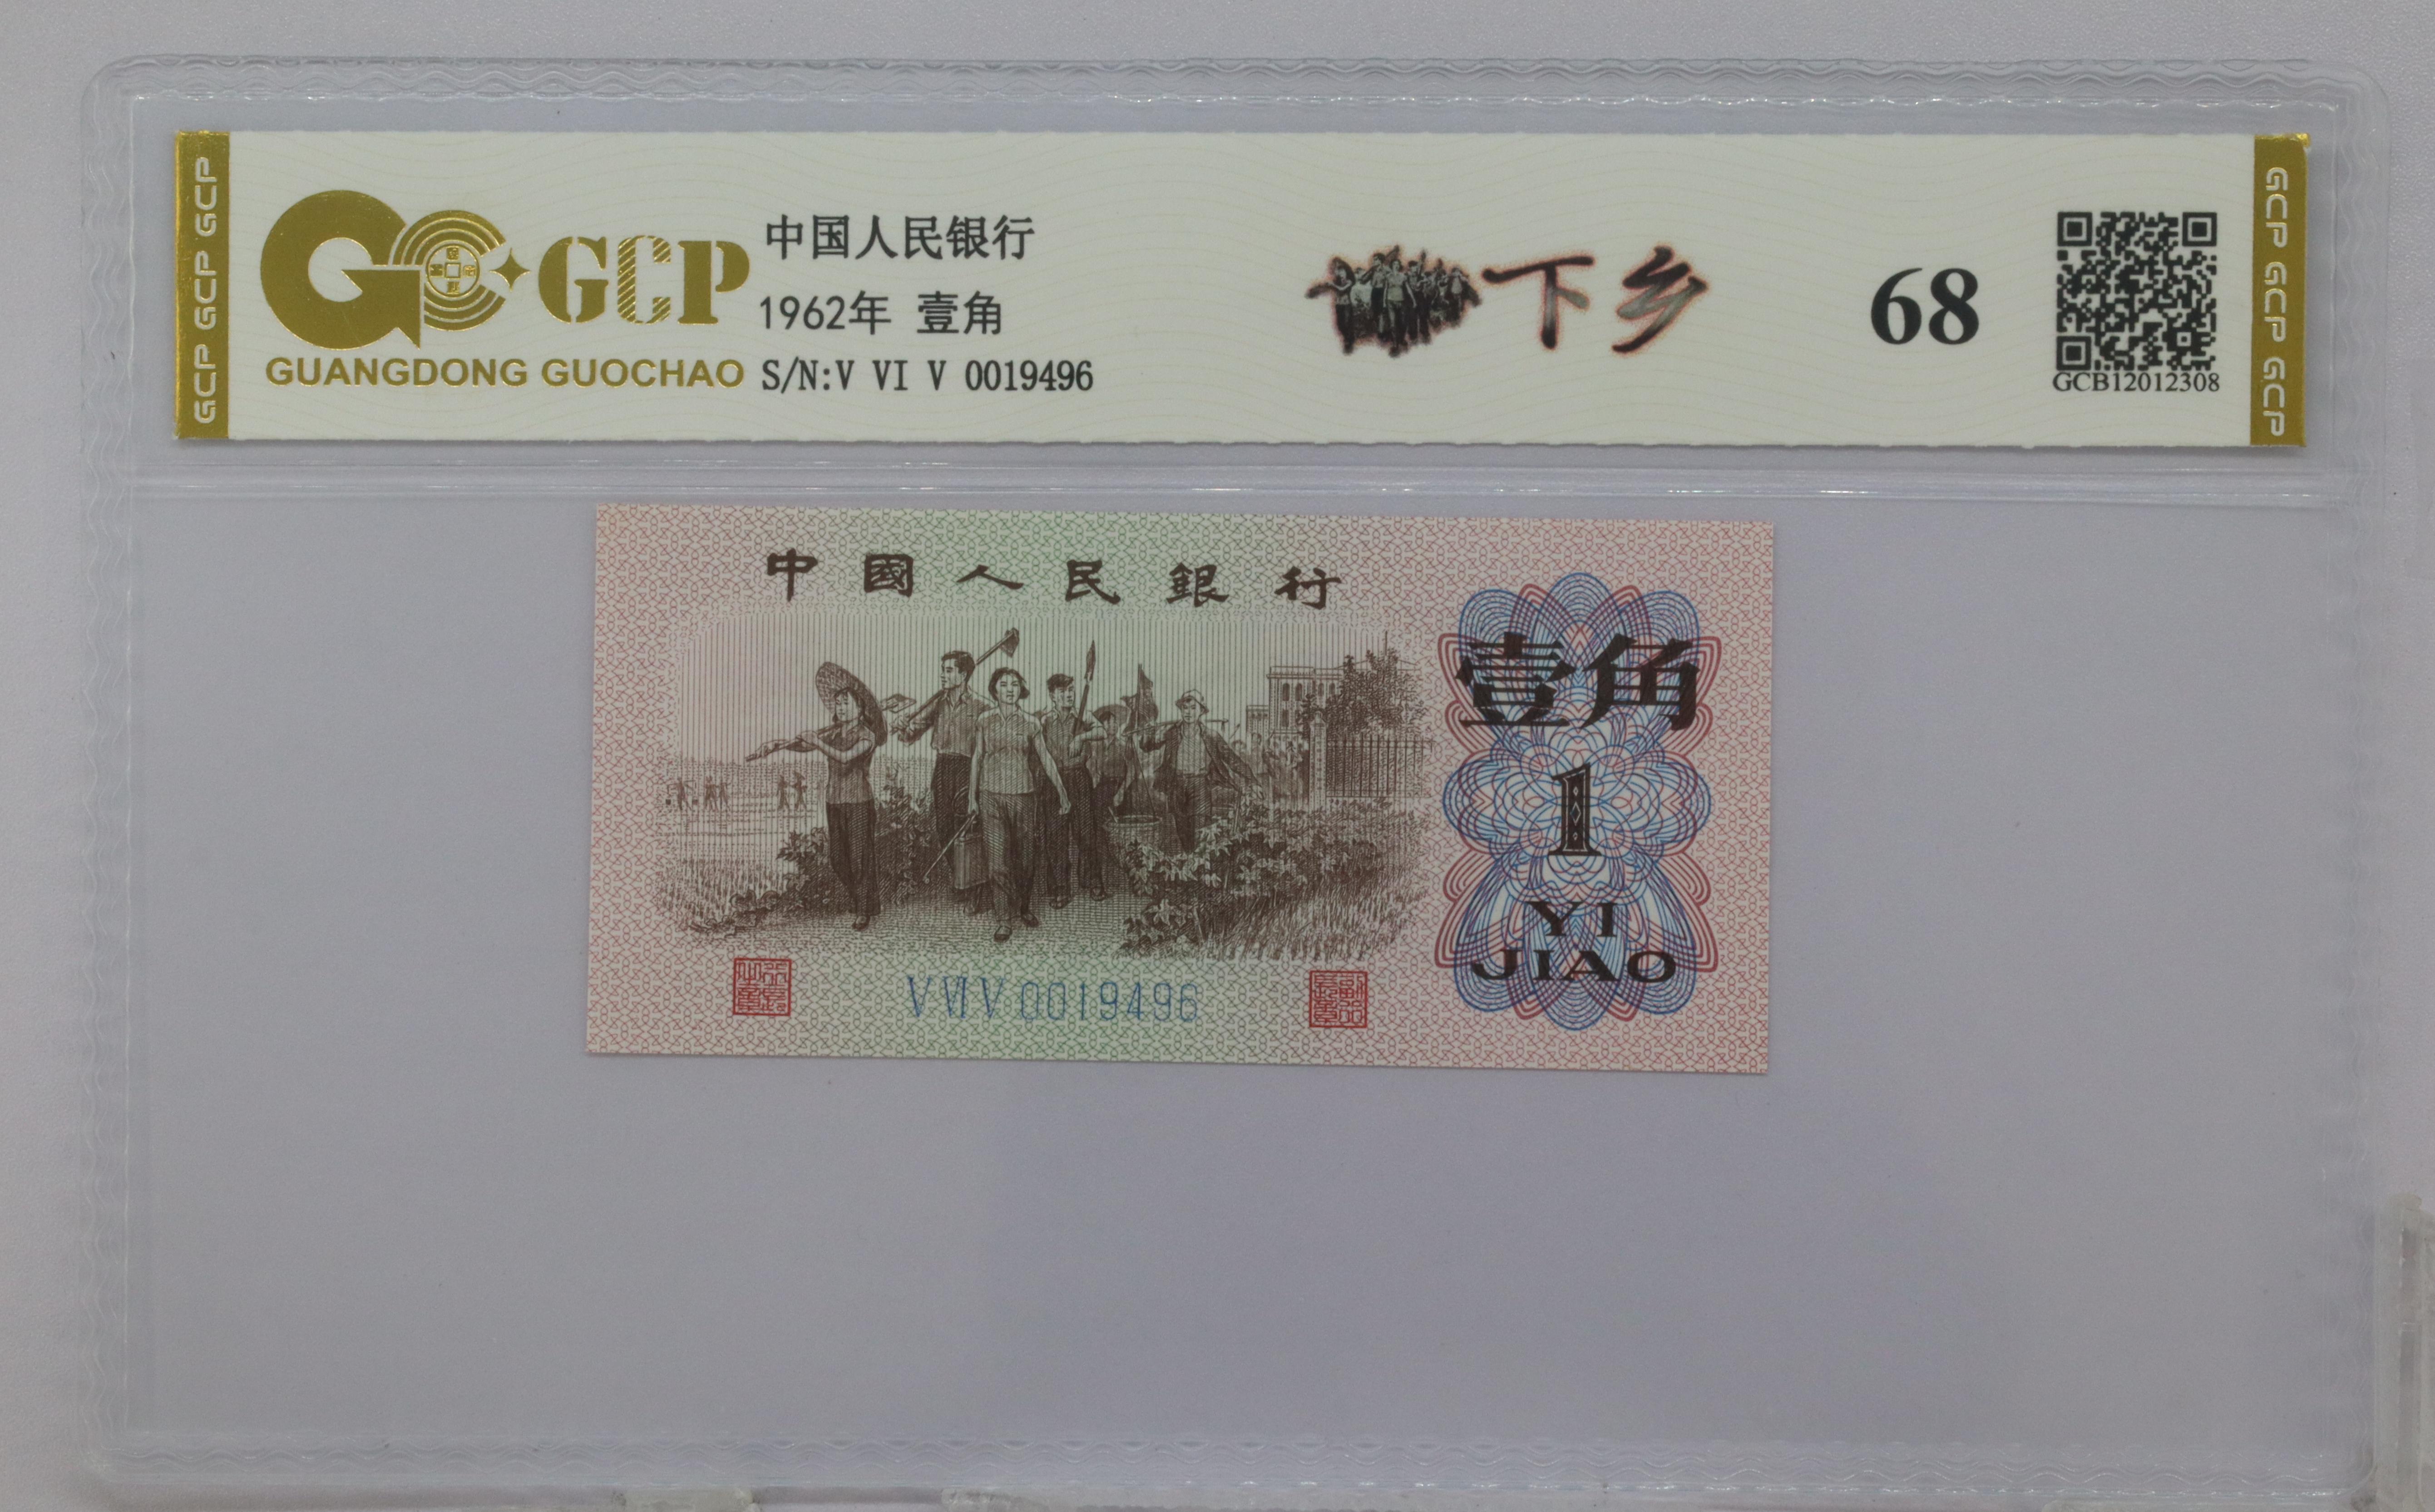 GCP GCP GCP
GCP
GUANGDONG GUOCHAO
中国人民银行
1962年 壹角
S/N:V VI V 0019496
下乡
68
GCB12012308
GCP GCP GCP
中國人民銀行
壹角
1
YI
JIAO
V VI V 0019496